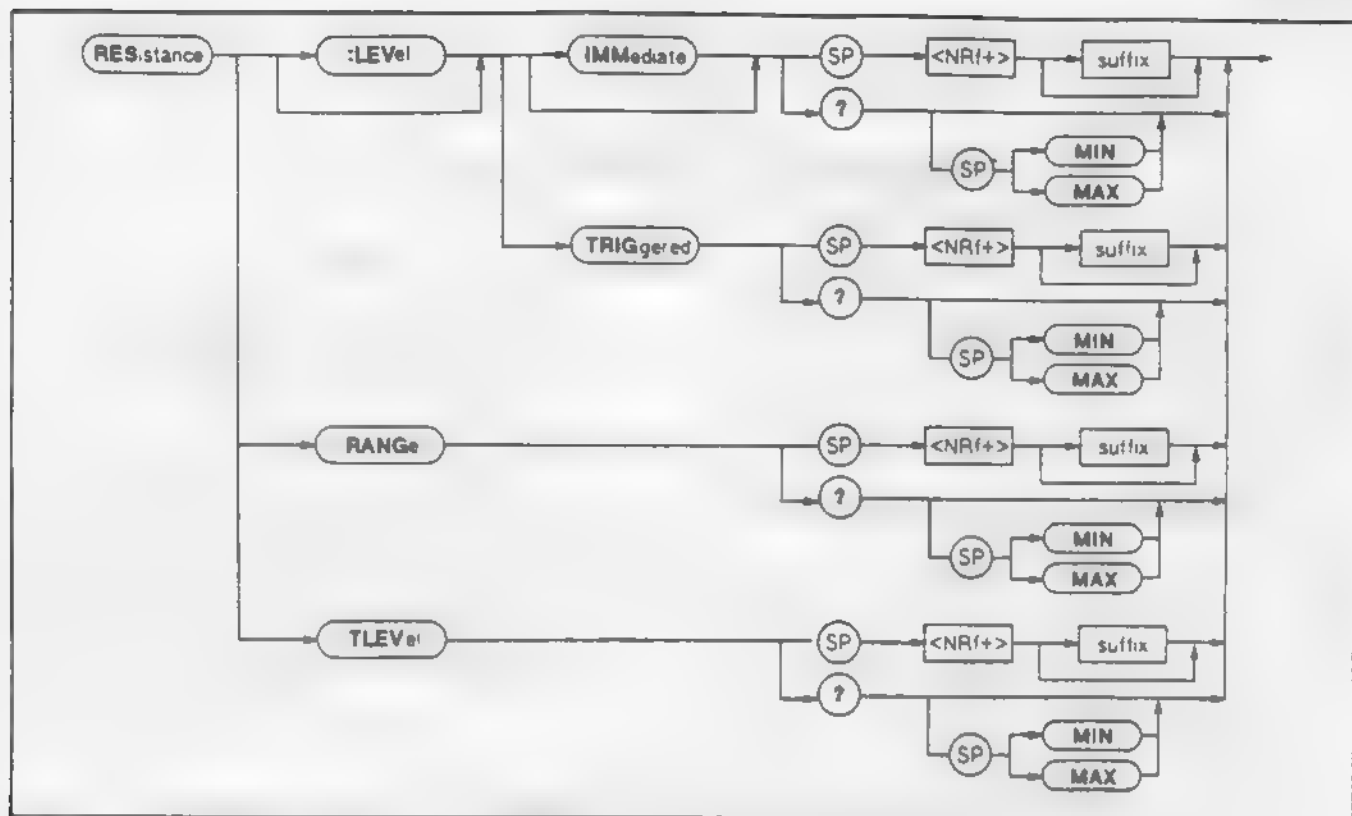 RESistance :LEVel IMMediate SP <NRf+> suffix
?
SP MIN
MAX
TRIGgered SP <NRf+> suffix
?
SP MIN
MAX
RANGe SP <NRf+> suffix
?
SP MIN
MAX
TLEVel SP <NRf+> suffix
?
SP MIN
MAX